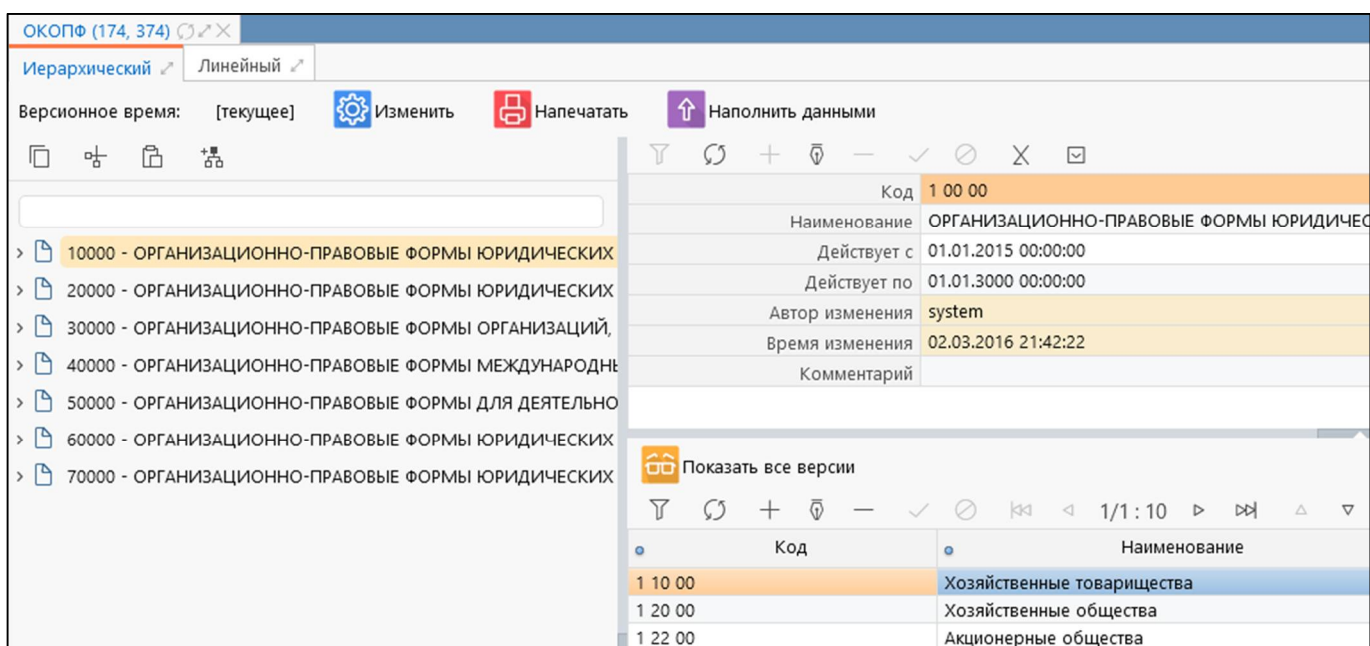 ОКОПФ (174, 374)
Иерархический Линейный
Версионное время: [текущее] Изменить Напечатать Наполнить данными
10000 - ОРГАНИЗАЦИОННО-ПРАВОВЫЕ ФОРМЫ ЮРИДИЧЕСКИХ
20000 - ОРГАНИЗАЦИОННО-ПРАВОВЫЕ ФОРМЫ ЮРИДИЧЕСКИХ
30000 - ОРГАНИЗАЦИОННО-ПРАВОВЫЕ ФОРМЫ ОРГАНИЗАЦИЙ,
40000 - ОРГАНИЗАЦИОННО-ПРАВОВЫЕ ФОРМЫ МЕЖДУНАРОДНЫ
50000 - ОРГАНИЗАЦИОННО-ПРАВОВЫЕ ФОРМЫ ДЛЯ ДЕЯТЕЛЬНО
60000 - ОРГАНИЗАЦИОННО-ПРАВОВЫЕ ФОРМЫ ЮРИДИЧЕСКИХ
70000 - ОРГАНИЗАЦИОННО-ПРАВОВЫЕ ФОРМЫ ЮРИДИЧЕСКИХ
Код 1 00 00
Наименование ОРГАНИЗАЦИОННО-ПРАВОВЫЕ ФОРМЫ ЮРИДИЧЕС
Действует с 01.01.2015 00:00:00
Действует по 01.01.3000 00:00:00
Автор изменения system
Время изменения 02.03.2016 21:42:22
Комментарий
Показать все версии
1/1 : 10
Код Наименование
1 10 00 Хозяйственные товарищества
1 20 00 Хозяйственные общества
1 22 00 Акционерные общества